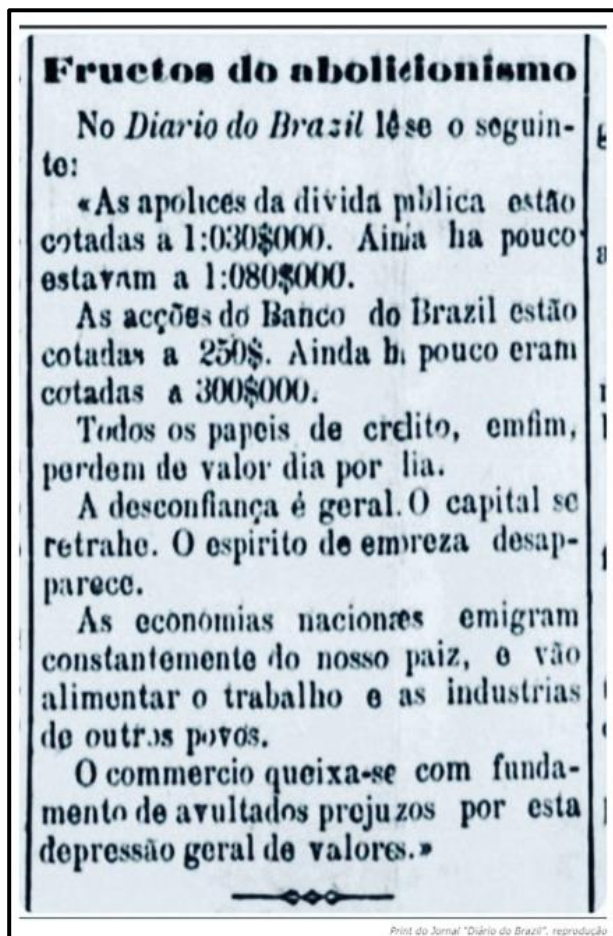 Fructos do abolicionismo
No Diario do Brazil lêse o seguin-
te:
«As apolices da divida publica estão
cotadas a 1:030$000. Ainda ha pouco
estavam a 1:080$000.
As acções do Banco do Brazil estão
cotadas a 250$. Ainda h pouco eram
cotadas a 300$000.
Todos os papeis de crdito, emfim,
perdem de valor dia por dia.
A desconfiança é geral. O capital se
retrahe. O espirito de empreza desap-
parece.
As economias nacionaes emigram
constantemente do nosso paiz, e vão
alimentar o trabalho e as industrias
de outros povos.
O commercio queixa-se com funda-
mento de avultados prejuzos por esta
depressão geral de valores.»
Print do Jornal "Diário do Brazil", reprodução